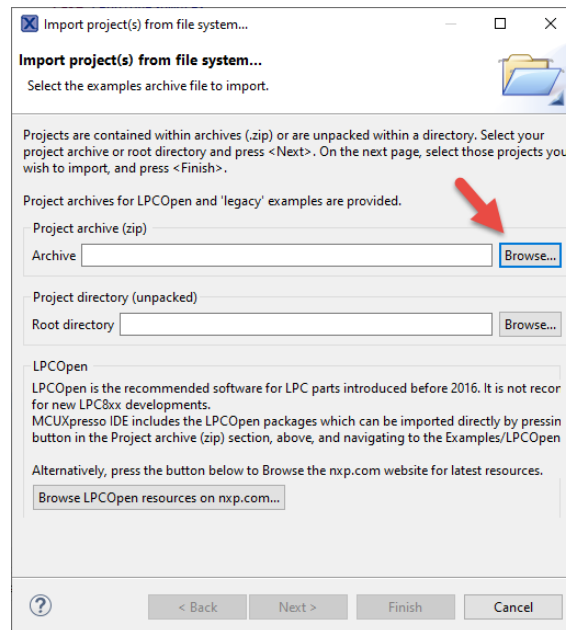 Import project(s) from file system...
Import project(s) from file system...
Select the examples archive file to import.
Projects are contained within archives (.zip) or are unpacked within a directory. Select your
project archive or root directory and press <Next>. On the next page, select those projects you
wish to import, and press <Finish>.
Project archives for LPCOpen and 'legacy' examples are provided.
Project archive (zip)
Archive Browse...
Project directory (unpacked)
Root directory Browse...
LPCOpen
LPCOpen is the recommended software for LPC parts introduced before 2016. It is not recor
for new LPC8xx developments.
MCUXpresso IDE includes the LPCOpen packages which can be imported directly by pressin
button in the Project archive (zip) section, above, and navigating to the Examples/LPCOpen
Alternatively, press the button below to Browse the nxp.com website for latest resources.
Browse LPCOpen resources on nxp.com...
? < Back Next > Finish Cancel